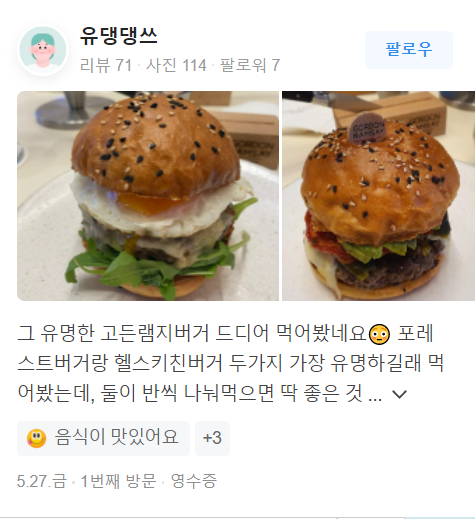 유댕댕쓰
리뷰 71 · 사진 114 · 팔로워 7
팔로우
GORDON
RAMSAY
그 유명한 고든램지버거 드디어 먹어봤네요😳 포레
스트버거랑 헬스키친버거 두가지 가장 유명하길래 먹
어봤는데, 둘이 반씩 나눠먹으면 딱 좋은 것 ...
음식이 맛있어요
+3
5.27.금 · 1번째 방문 · 영수증